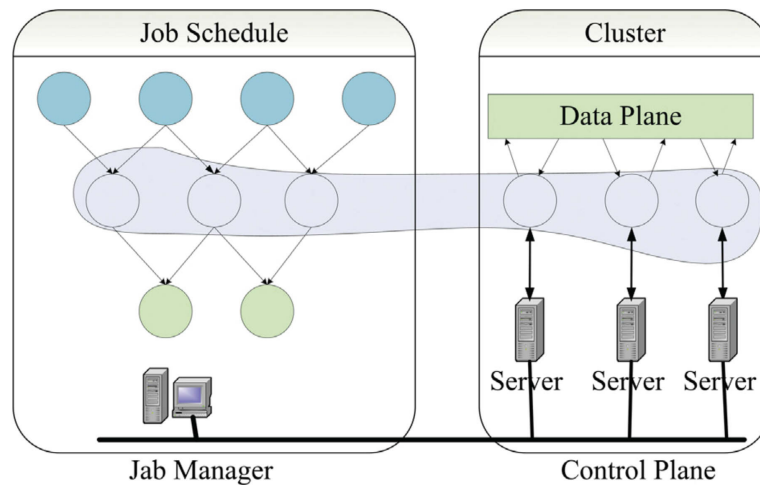 Job Schedule
Cluster
Data Plane
Server
Server
Server
Jab Manager
Control Plane